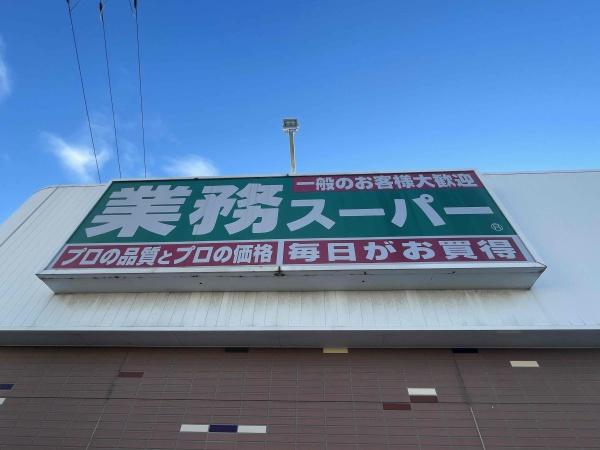 一般のお客様大歓迎
業務スーパー
プロの品質とプロの価格
毎日がお買得